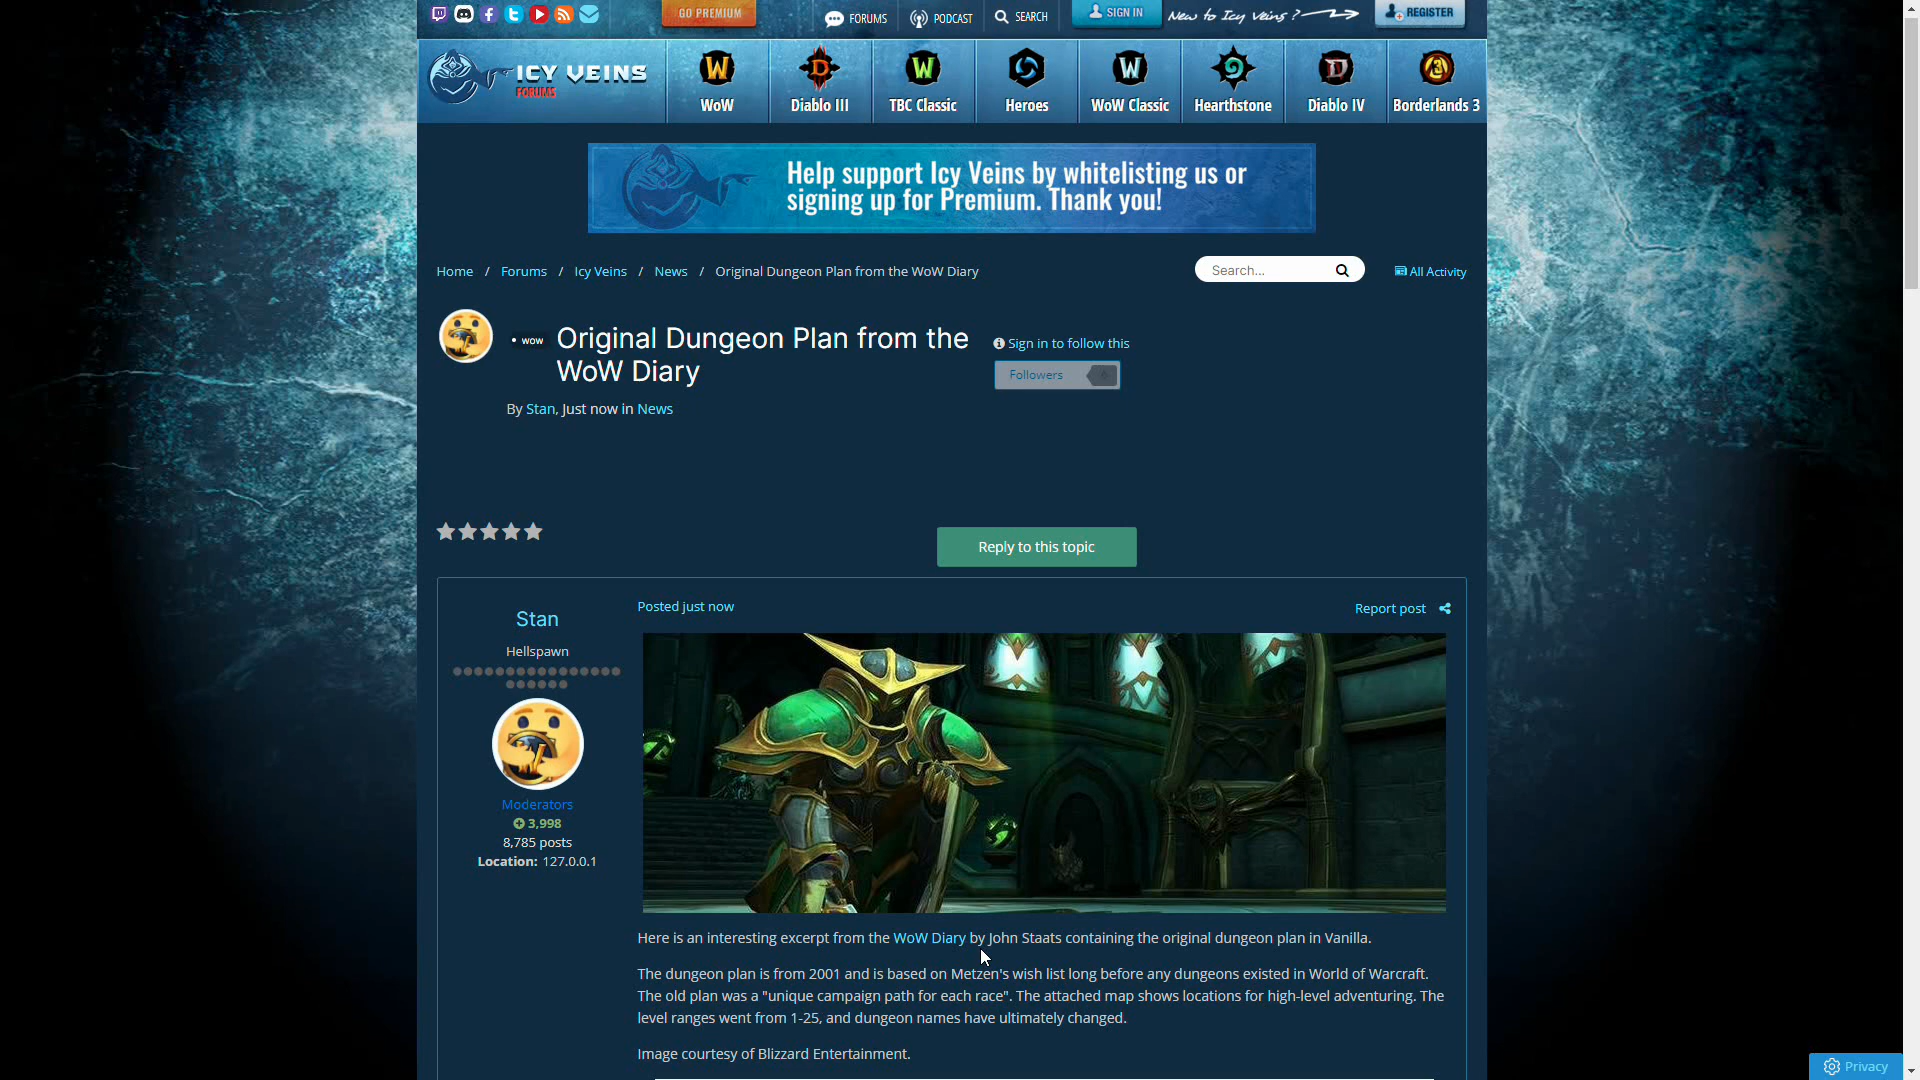 GO PREMIUM
FORUMS
PODCAST
SEARCH
SIGN IN
New to Icy Veins?
REGISTER
ICY VEINS
FORUMS
WoW
Diablo III
TBC Classic
Heroes
WoW Classic
Hearthstone
Diablo IV
Borderlands 3
Help support Icy Veins by whitelisting us or
signing up for Premium. Thank you!
Home / Forums / Icy Veins / News / Original Dungeon Plan from the WoW Diary
Search...
All Activity
wow
Original Dungeon Plan from the
WoW Diary
Sign in to follow this
Followers
By Stan, Just now in News
Reply to this topic
Stan
Hellspawn
Moderators
3,998
8,785 posts
Location: 127.0.0.1
Posted just now
Report post
Here is an interesting excerpt from the WoW Diary by John Staats containing the original dungeon plan in Vanilla.
The dungeon plan is from 2001 and is based on Metzen's wish list long before any dungeons existed in World of Warcraft.
The old plan was a "unique campaign path for each race". The attached map shows locations for high-level adventuring. The
level ranges went from 1-25, and dungeon names have ultimately changed.
Image courtesy of Blizzard Entertainment.
Privacy